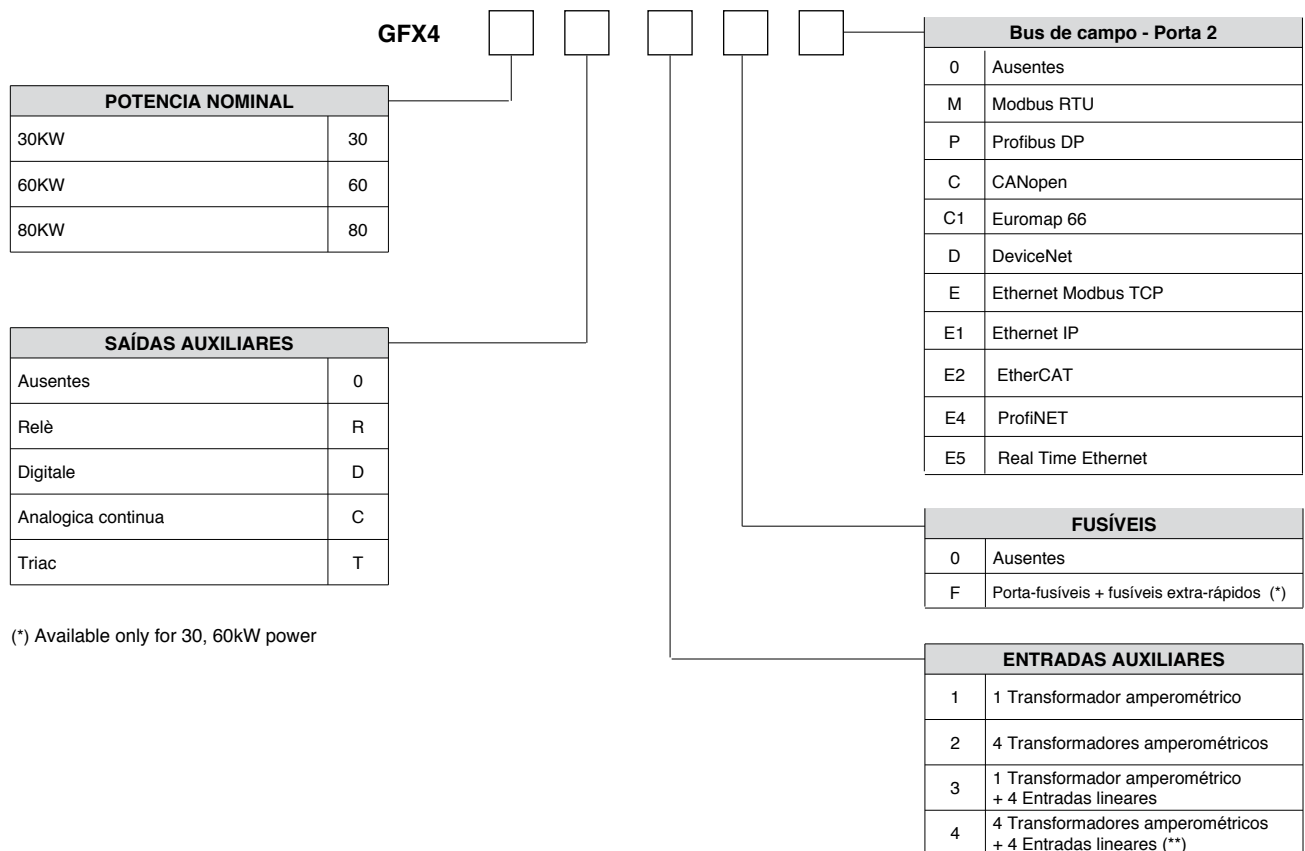 GFX4
POTENCIA NOMINAL
30KW 30
60KW 60
80KW 80
SAÍDAS AUXILIARES
Ausentes 0
Relè R
Digitale D
Analogica continua C
Triac T
(*) Available only for 30, 60kW power
Bus de campo - Porta 2
0 Ausentes
M Modbus RTU
P Profibus DP
C CANopen
C1 Euromap 66
D DeviceNet
E Ethernet Modbus TCP
E1 Ethernet IP
E2 EtherCAT
E4 ProfiNET
E5 Real Time Ethernet
FUSÍVEIS
0 Ausentes
F Porta-fusíveis + fusíveis extra-rápidos (*)
ENTRADAS AUXILIARES
1 1 Transformador amperométrico
2 4 Transformadores amperométricos
3 1 Transformador amperométrico
+ 4 Entradas lineares
4 4 Transformadores amperométricos
+ 4 Entradas lineares (**)